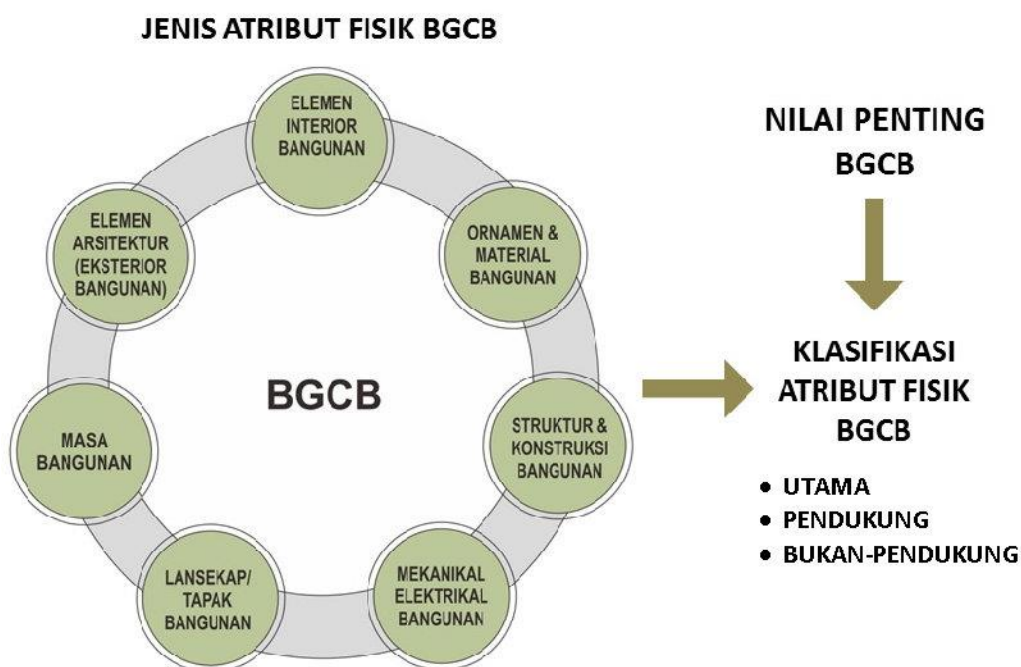 JENIS ATRIBUT FISIK BGCB
ELEMEN
INTERIOR
BANGUNAN
ORNAMEN &
MATERIAL
BANGUNAN
STRUKTUR &
KONSTRUKSI
BANGUNAN
MEKANIKAL
ELEKTRIKAL
BANGUNAN
LANSEKAP/
TAPAK
BANGUNAN
MASA
BANGUNAN
ELEMEN
ARSITEKTUR
(EKSTERIOR
BANGUNAN)
BGCB
NILAI PENTING
BGCB
KLASIFIKASI
ATRIBUT FISIK
BGCB
• UTAMA
• PENDUKUNG
• BUKAN-PENDUKUNG